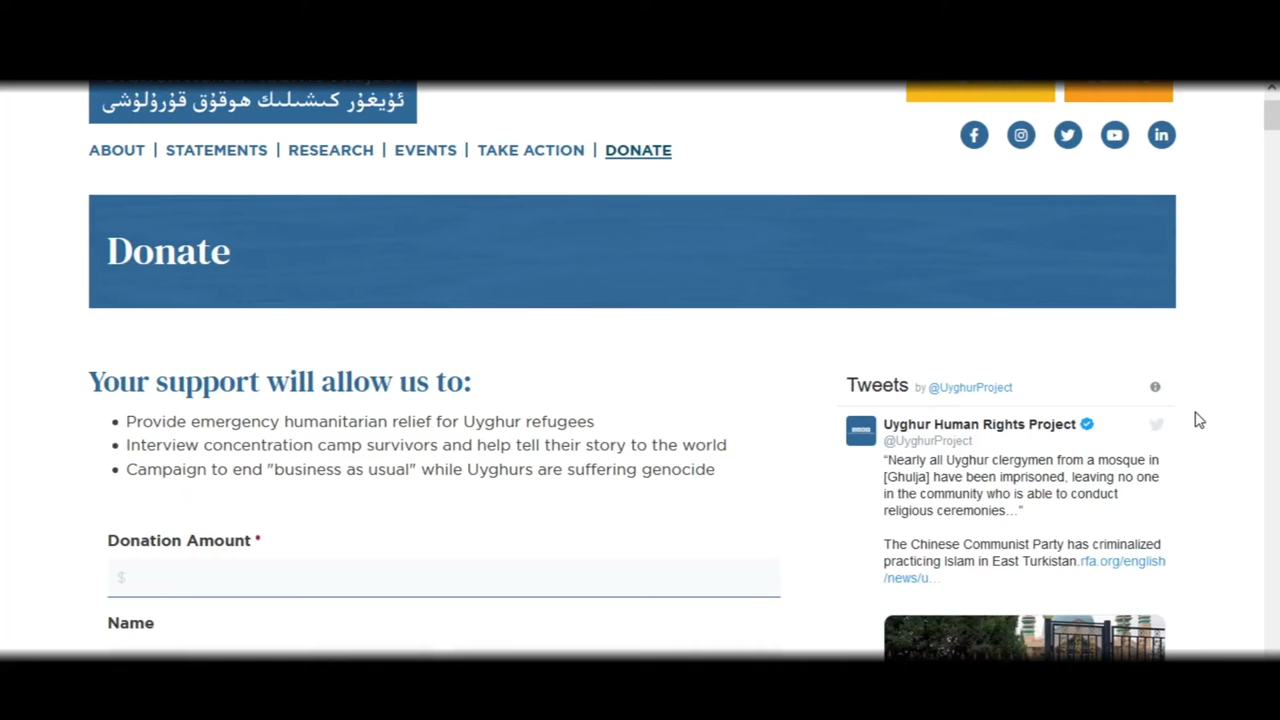 ئۇيغۇر كىشىلىك هوقۇق قۇرۇلۇشى
ABOUT | STATEMENTS | RESEARCH | EVENTS | TAKE ACTION | DONATE
Donate
Your support will allow us to:
• Provide emergency humanitarian relief for Uyghur refugees
• Interview concentration camp survivors and help tell their story to the world
• Campaign to end "business as usual" while Uyghurs are suffering genocide
Donation Amount *
$
Name
Tweets by @UyghurProject
Uyghur Human Rights Project
@UyghurProject
“Nearly all Uyghur clergymen from a mosque in
[Ghulja] have been imprisoned, leaving no one
in the community who is able to conduct
religious ceremonies…”
The Chinese Communist Party has criminalized
practicing Islam in East Turkistan.rfa.org/english
/news/u…